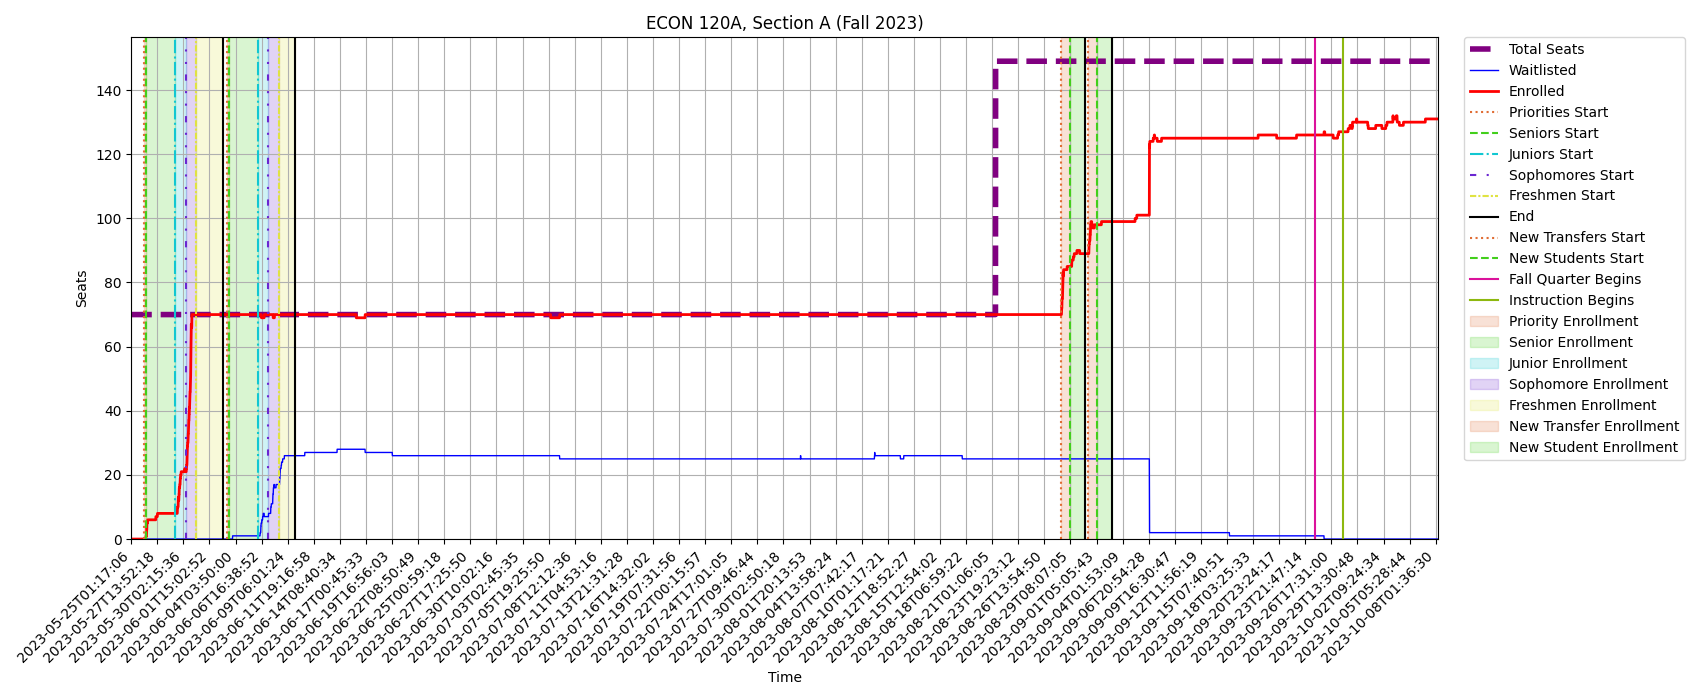 ECON 120A, Section A (Fall 2023)
Seats
140
120
100
80
60
40
20
0
2023-05-25T01:17:06
2023-05-27T13:52:18
2023-05-30T02:15:36
2023-06-01T15:02:52
2023-06-04T03:50:00
2023-06-06T16:38:52
2023-06-09T06:01:24
2023-06-11T19:16:58
2023-06-14T08:40:34
2023-06-17T00:45:33
2023-06-19T16:56:03
2023-06-22T08:50:49
2023-06-25T00:59:18
2023-06-27T17:25:50
2023-06-30T10:02:16
2023-07-03T02:45:35
2023-07-05T19:25:50
2023-07-08T12:12:36
2023-07-11T04:53:16
2023-07-13T21:31:28
2023-07-16T14:32:02
2023-07-19T07:31:56
2023-07-22T00:15:57
2023-07-24T17:01:05
2023-07-27T09:46:44
2023-07-30T02:50:18
2023-08-01T20:13:53
2023-08-04T13:58:24
2023-08-07T07:42:17
2023-08-10T01:17:21
2023-08-12T18:52:27
2023-08-15T12:54:02
2023-08-18T06:59:22
2023-08-21T01:06:05
2023-08-23T19:23:12
2023-08-26T13:54:50
2023-08-29T08:07:05
2023-09-01T05:05:43
2023-09-04T01:53:09
2023-09-06T20:54:28
2023-09-09T16:30:47
2023-09-12T11:56:19
2023-09-15T07:40:51
2023-09-18T03:25:33
2023-09-20T23:24:17
2023-09-23T21:47:14
2023-09-26T17:31:00
2023-09-29T13:30:48
2023-10-02T09:24:34
2023-10-05T05:28:44
2023-10-08T01:36:30
Time
Total Seats
Waitlisted
Enrolled
Priorities Start
Seniors Start
Juniors Start
Sophomores Start
Freshmen Start
End
New Transfers Start
New Students Start
Fall Quarter Begins
Instruction Begins
Priority Enrollment
Senior Enrollment
Junior Enrollment
Sophomore Enrollment
Freshmen Enrollment
New Transfer Enrollment
New Student Enrollment